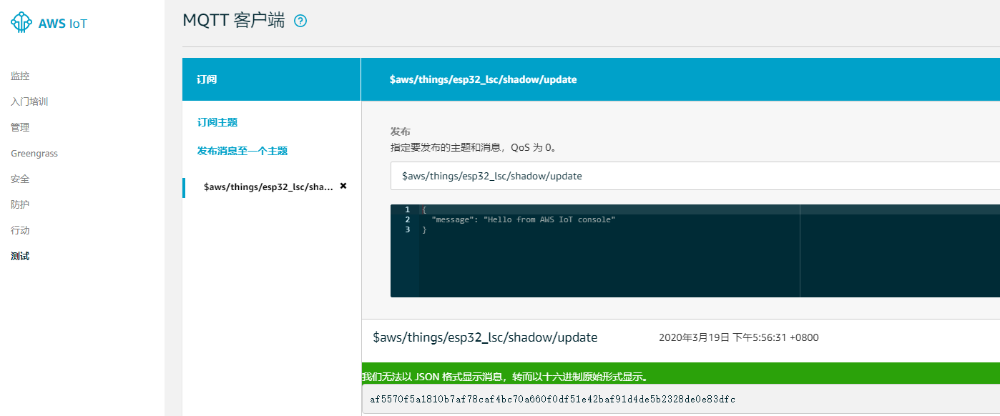 AWS IoT
监控
入门培训
管理
Greengrass
安全
防护
行动
测试
MQTT 客户端 ?
订阅
$aws/things/esp32_lsc/shadow/update
订阅主题
发布消息至一个主题
$aws/things/esp32_lsc/sha... ×
发布
指定要发布的主题和消息，QoS 为 0。
$aws/things/esp32_lsc/shadow/update
1 {
2 "message": "Hello from AWS IoT console"
3 }
$aws/things/esp32_lsc/shadow/update 2020年3月19日 下午5:56:31 +0800
我们无法以 JSON 格式显示消息，转而以十六进制原始形式显示。
af5570f5a1810b7af78caf4bc70a660f0df51e42baf91d4de5b2328de0e83dfc